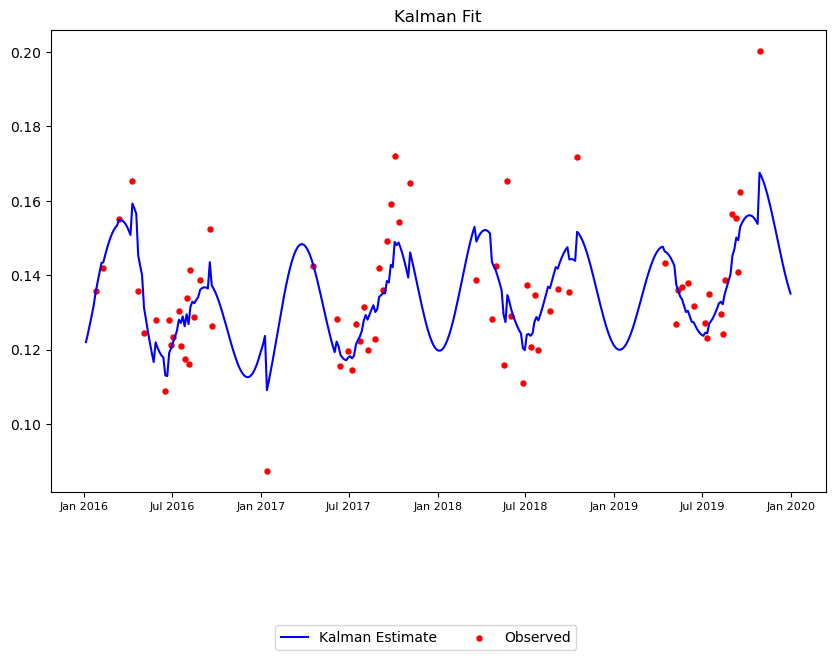 Kalman Fit
0.20
0.18
0.16
0.14
0.12
0.10
Jan 2016 Jul 2016 Jan 2017 Jul 2017 Jan 2018 Jul 2018 Jan 2019 Jul 2019 Jan 2020
Kalman Estimate Observed